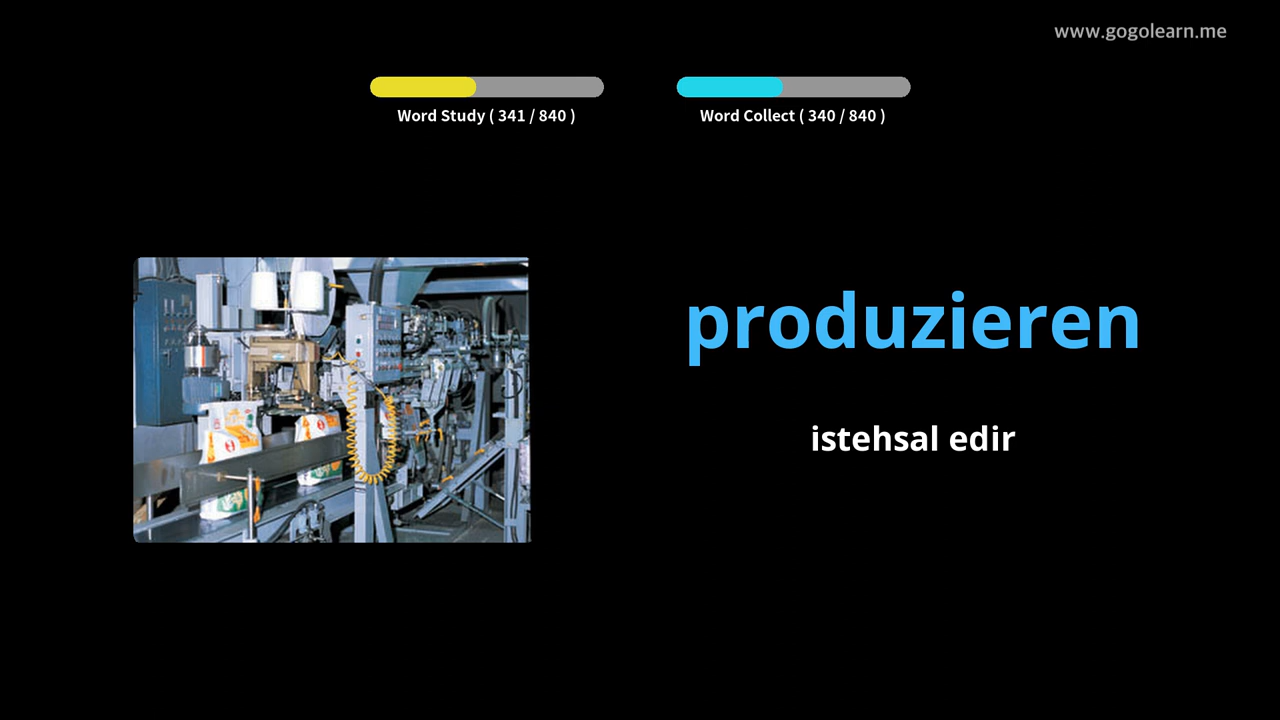 www.gogolearn.me
Word Study ( 341 / 840 )
Word Collect ( 340 / 840 )
produzieren
istehsal edir